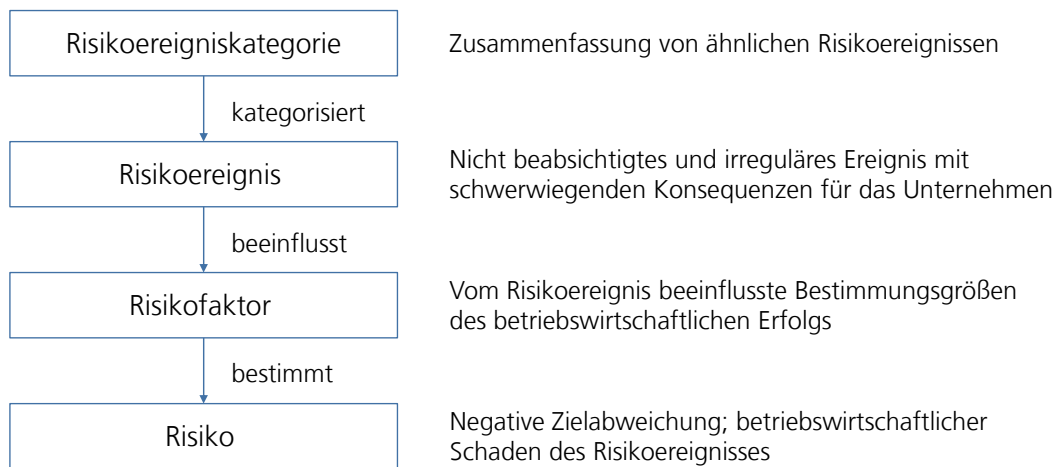 Risikoereigniskategorie
Zusammenfassung von ähnlichen Risikoereignissen
kategorisiert
Risikoereignis
Nicht beabsichtigtes und irreguläres Ereignis mit
schwerwiegenden Konsequenzen für das Unternehmen
beeinflusst
Risikofaktor
Vom Risikoereignis beeinflusste Bestimmungsgrößen
des betriebswirtschaftlichen Erfolgs
bestimmt
Risiko
Negative Zielabweichung; betriebswirtschaftlicher
Schaden des Risikoereignisses